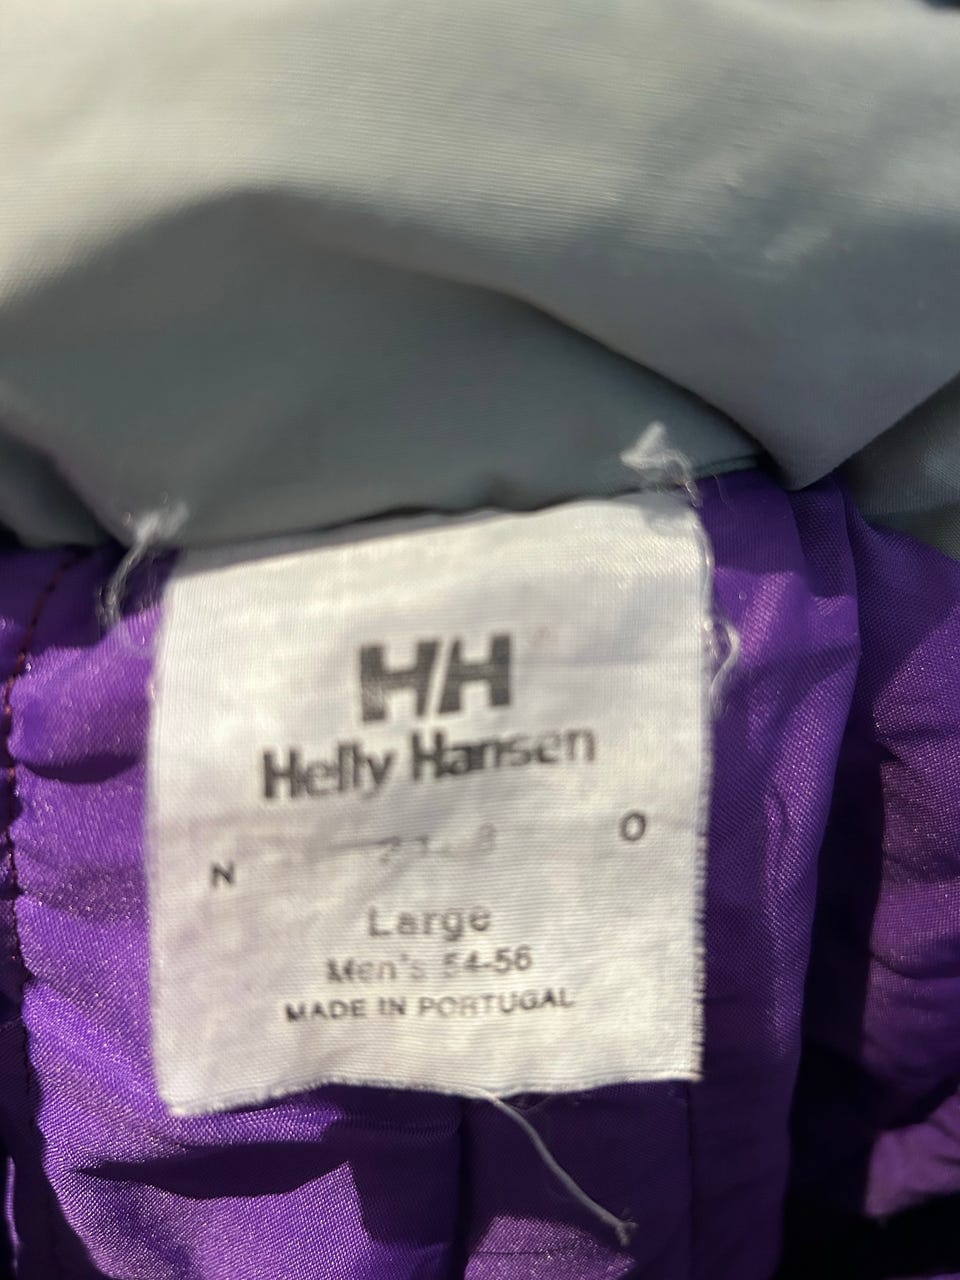 HH
Helly Hansen
N O
Large
Men's 54-56
MADE IN PORTUGAL